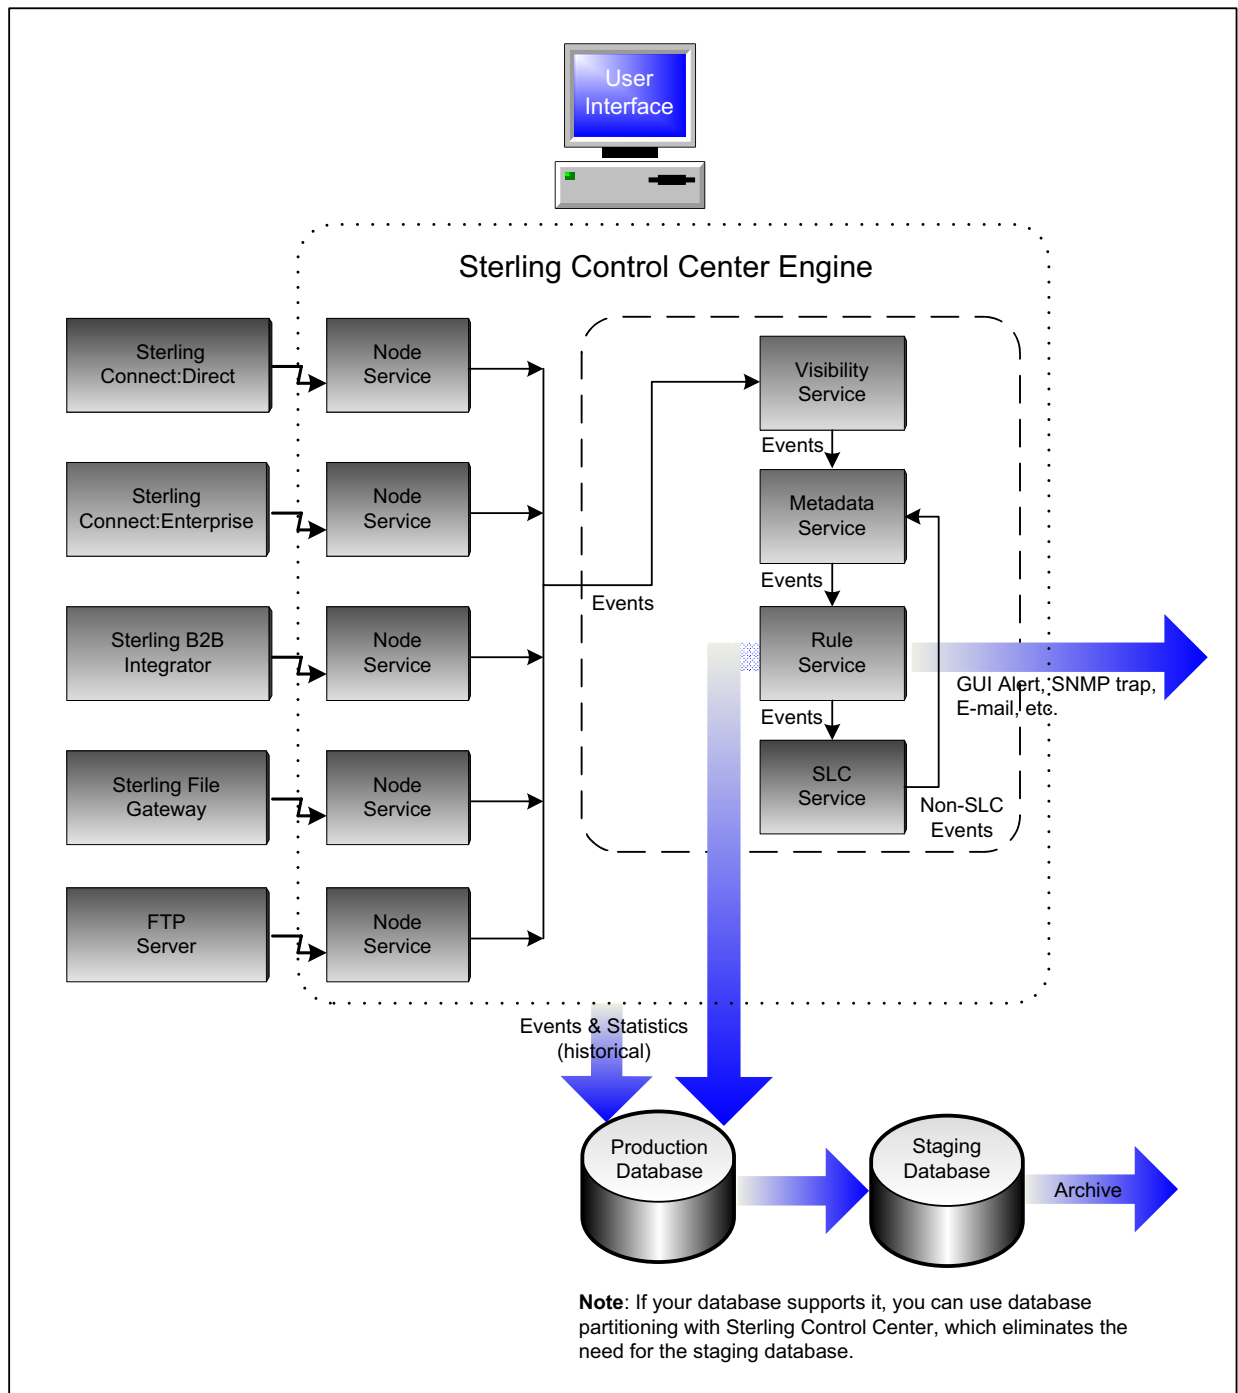 User
Interface
Sterling Control Center Engine
Sterling
Connect:Direct
Node
Service
Visibility
Service
Events
Sterling
Connect:Enterprise
Node
Service
Metadata
Service
Events
Events
Sterling B2B
Integrator
Node
Service
Rule
Service
GUI Alert, SNMP trap,
E-mail, etc.
Events
Sterling File
Gateway
Node
Service
SLC
Service
Non-SLC
Events
FTP
Server
Node
Service
Events & Statistics
(historical)
Production
Database
Staging
Database
Archive
Note: If your database supports it, you can use database
partitioning with Sterling Control Center, which eliminates the
need for the staging database.